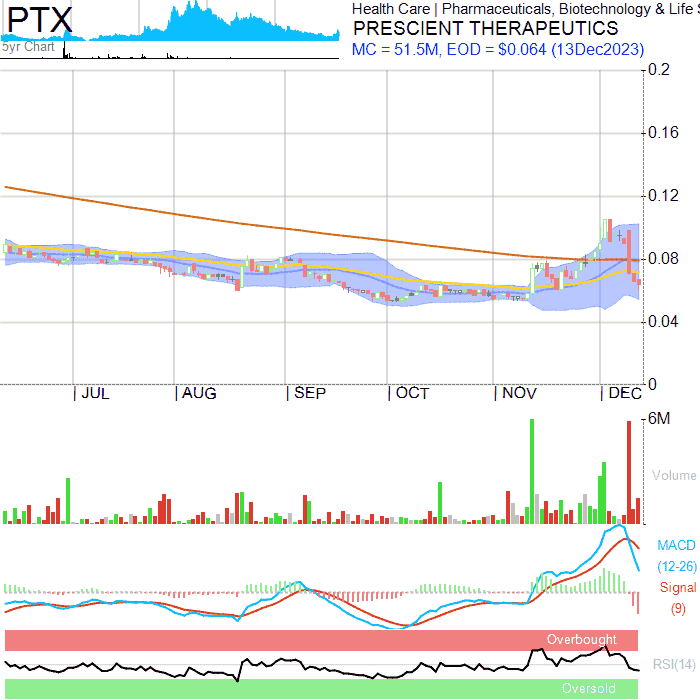 PTX
5yr Chart
Health Care | Pharmaceuticals, Biotechnology & Life S
PRESCIENT THERAPEUTICS
MC = 51.5M, EOD = $0.064 (13Dec2023)
0.2
0.16
0.12
0.08
0.04
0
| JUL | AUG | SEP | OCT | NOV | DEC
6M
Volume
MACD
(12-26)
Signal
(9)
Overbought
RSI(14)
Oversold